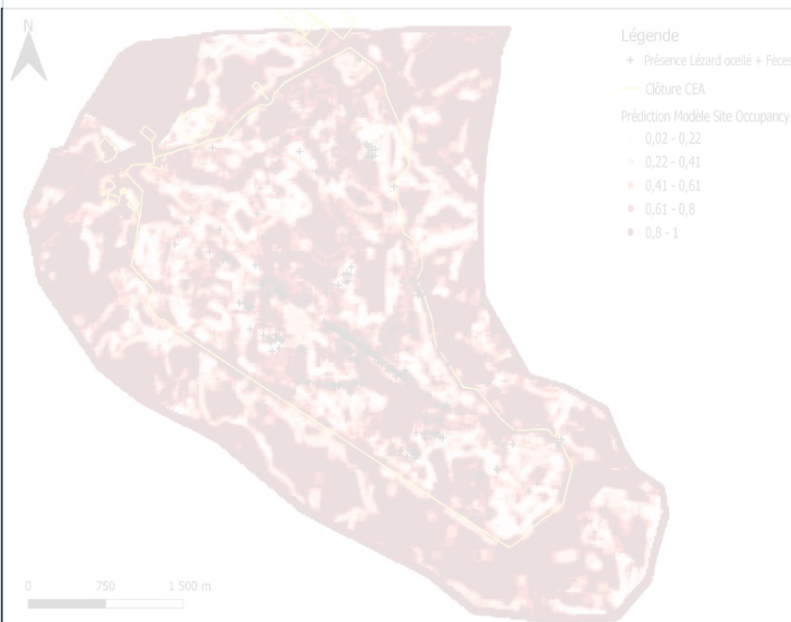 N
Légende
+ Présence Lézard ocellé + Fèces
Clôture CEA
Prédiction Modèle Site Occupancy
0,02 - 0,22
0,22 - 0,41
0,41 - 0,61
0,61 - 0,8
0,8 - 1
0 750 1 500 m